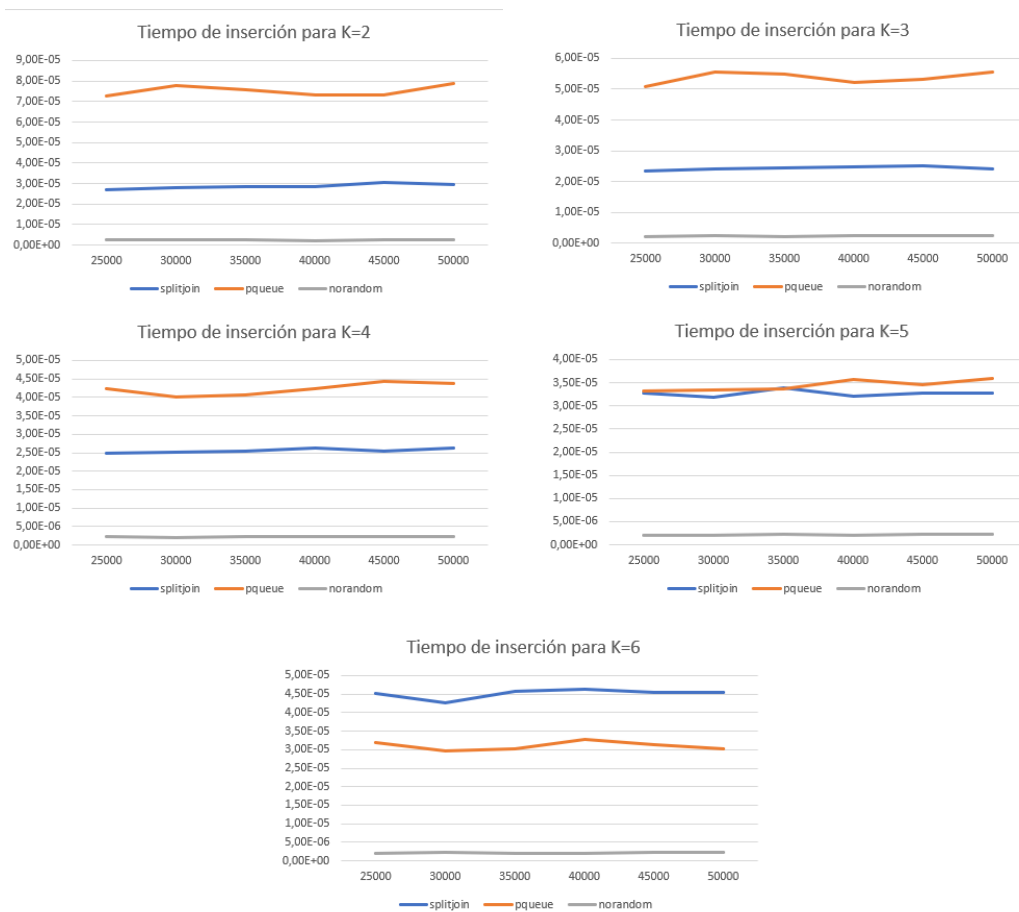 Tiempo de inserción para K=2
9,00E-05
8,00E-05
7,00E-05
6,00E-05
5,00E-05
4,00E-05
3,00E-05
2,00E-05
1,00E-05
0,00E+00
25000 30000 35000 40000 45000 50000
splitjoin pqueue norandom
Tiempo de inserción para K=3
6,00E-05
5,00E-05
4,00E-05
3,00E-05
2,00E-05
1,00E-05
0,00E+00
25000 30000 35000 40000 45000 50000
splitjoin pqueue norandom
Tiempo de inserción para K=4
5,00E-05
4,50E-05
4,00E-05
3,50E-05
3,00E-05
2,50E-05
2,00E-05
1,50E-05
1,00E-05
5,00E-06
0,00E+00
25000 30000 35000 40000 45000 50000
splitjoin pqueue norandom
Tiempo de inserción para K=5
4,00E-05
3,50E-05
3,00E-05
2,50E-05
2,00E-05
1,50E-05
1,00E-05
5,00E-06
0,00E+00
25000 30000 35000 40000 45000 50000
splitjoin pqueue norandom
Tiempo de inserción para K=6
5,00E-05
4,50E-05
4,00E-05
3,50E-05
3,00E-05
2,50E-05
2,00E-05
1,50E-05
1,00E-05
5,00E-06
0,00E+00
25000 30000 35000 40000 45000 50000
splitjoin pqueue norandom